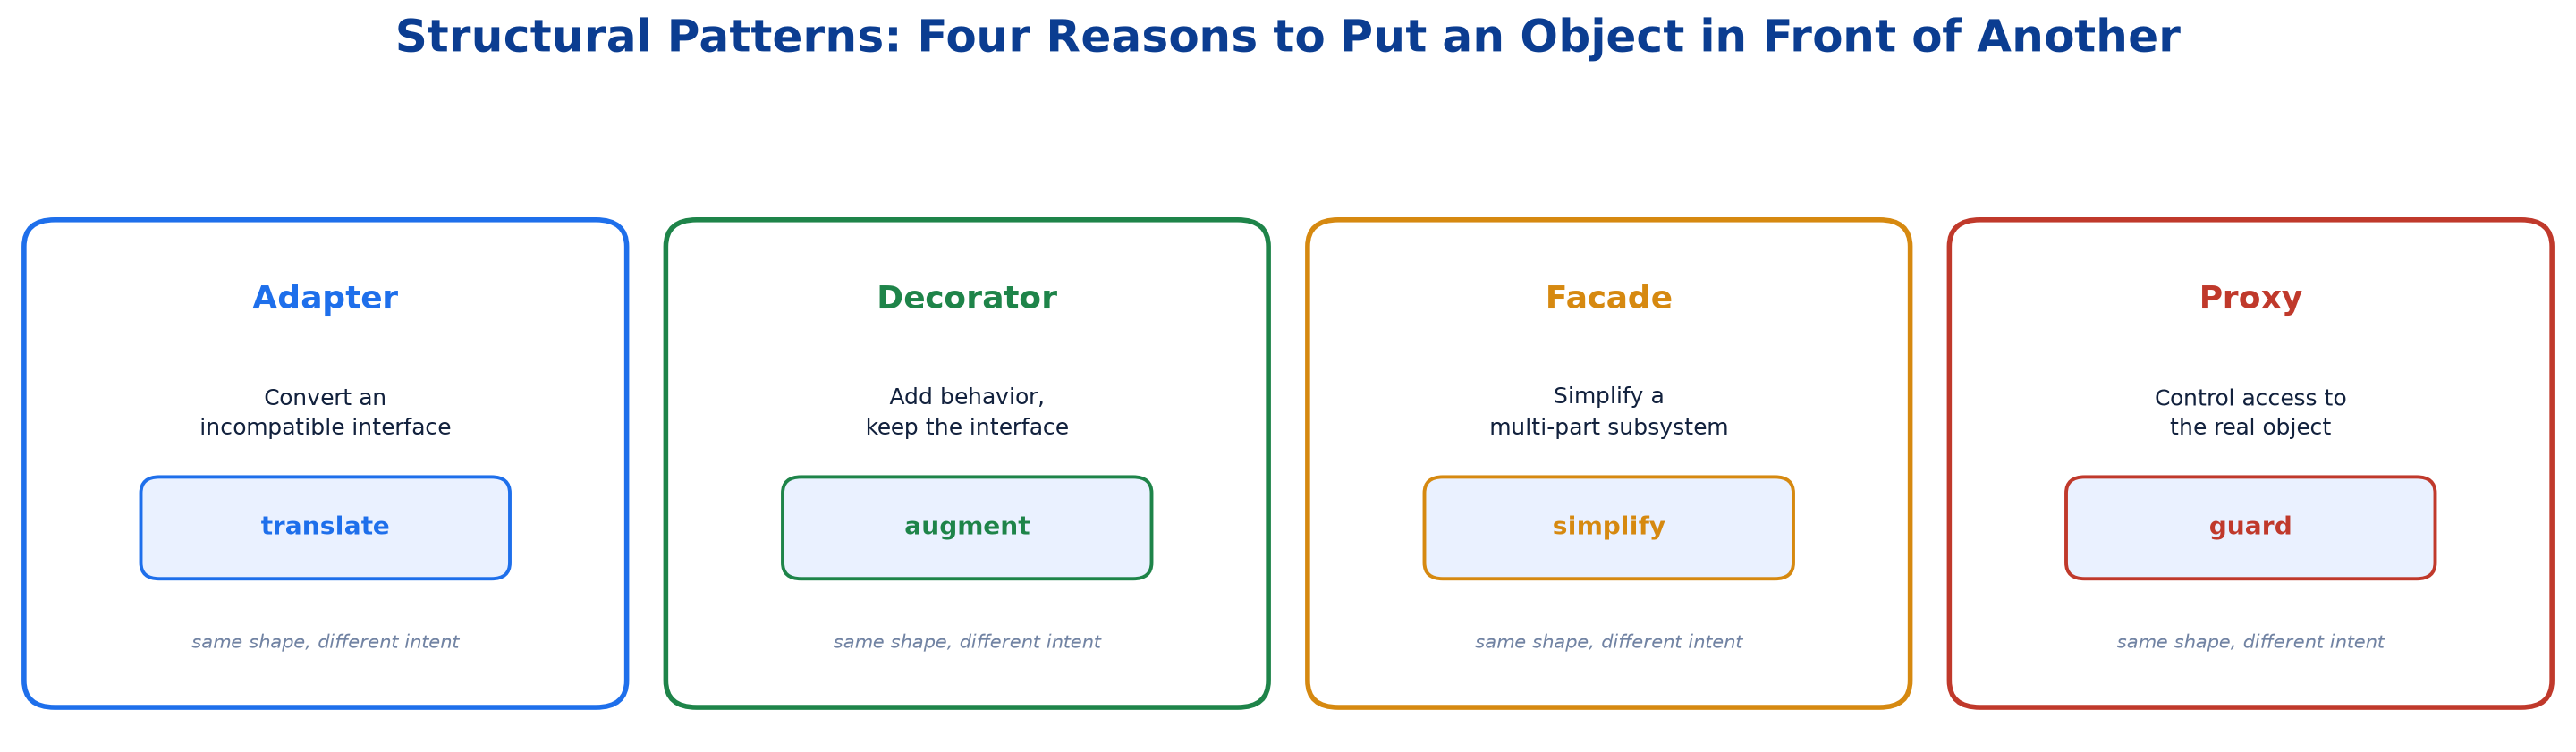 Structural Patterns: Four Reasons to Put an Object in Front of Another
Adapter
Convert an
incompatible interface
translate
same shape, different intent
Decorator
Add behavior,
keep the interface
augment
same shape, different intent
Facade
Simplify a
multi-part subsystem
simplify
same shape, different intent
Proxy
Control access to
the real object
guard
same shape, different intent